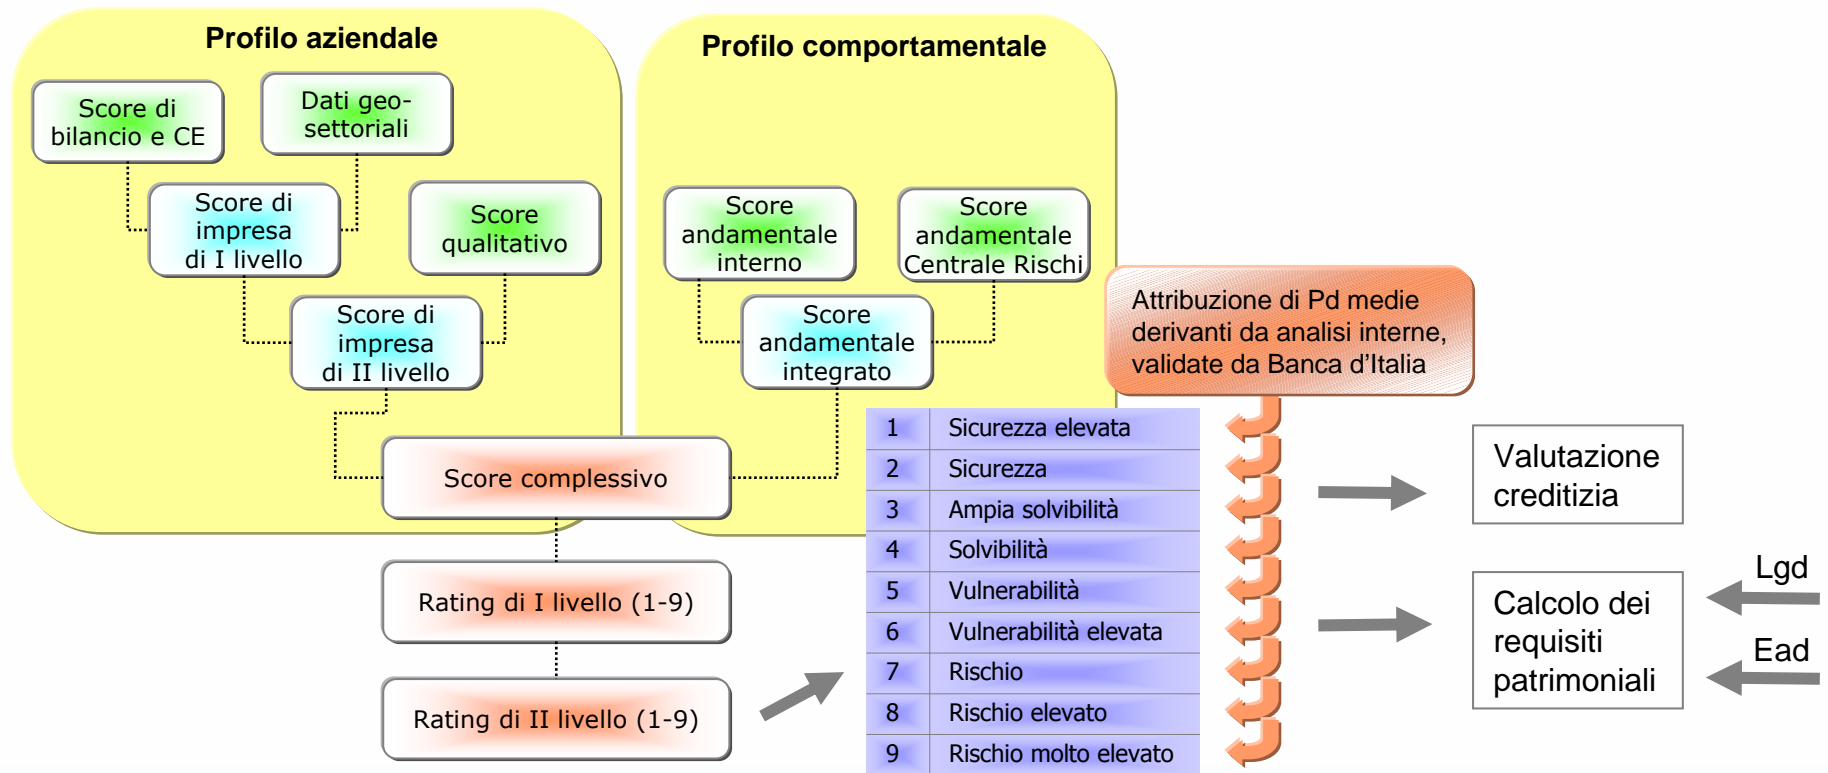 Profilo aziendale
Score di
bilancio e CE
Dati geo-
settoriali
Score di
impresa
di I livello
Score
qualitativo
Score di
impresa
di II livello
Profilo comportamentale
Score
andamentale
interno
Score
andamentale
Centrale Rischi
Score
andamentale
integrato
Score complessivo
Rating di I livello (1-9)
Rating di II livello (1-9)
Attribuzione di Pd medie
derivanti da analisi interne,
validate da Banca d'Italia
1 Sicurezza elevata
2 Sicurezza
3 Ampia solvibilità
4 Solvibilità
5 Vulnerabilità
6 Vulnerabilità elevata
7 Rischio
8 Rischio elevato
9 Rischio molto elevato
Valutazione
creditizia
Calcolo dei
requisiti
patrimoniali
Lgd
Ead